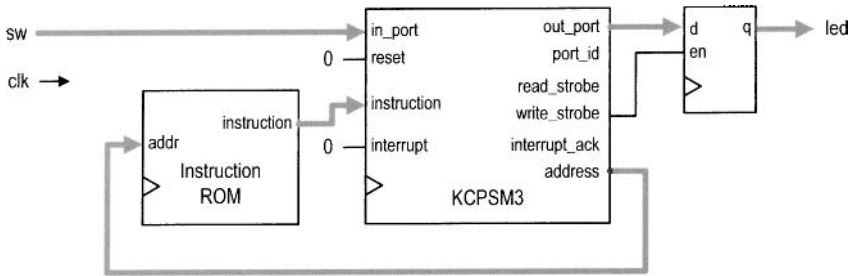 sw
clk
in_port
0
reset
instruction
0
interrupt
out_port
port_id
read_strobe
write_strobe
interrupt_ack
address
KCPSM3
addr
instruction
Instruction
ROM
d
q
en
led